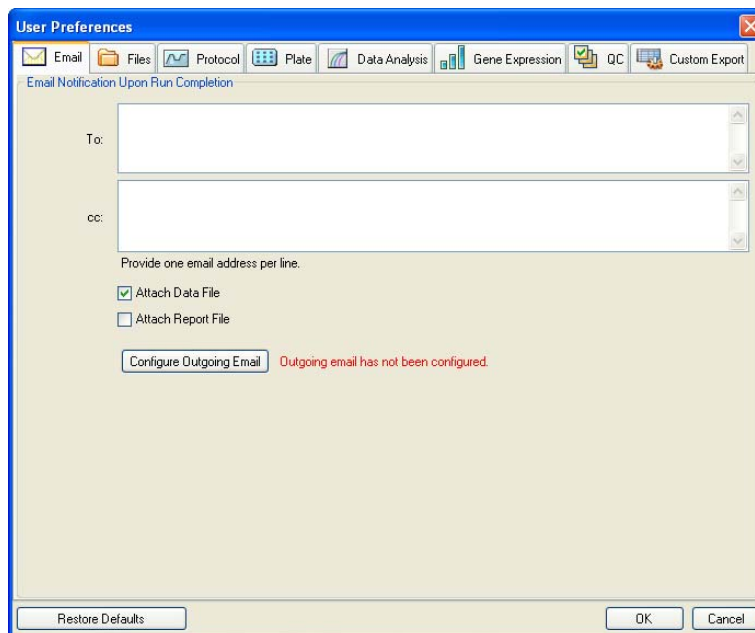 User Preferences
Email Files Protocol Plate Data Analysis Gene Expression QC Custom Export
Email Notification Upon Run Completion
To:
cc:
Provide one email address per line.
Attach Data File
Attach Report File
Configure Outgoing Email Outgoing email has not been configured.
Restore Defaults OK Cancel